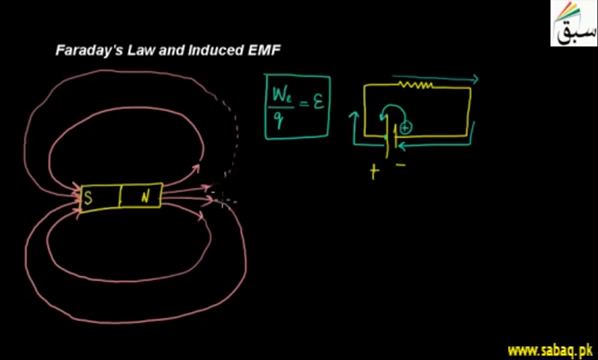 سبق
Faraday's Law and Induced EMF
We/q = ε
+
+ −
S N
www.sabaq.pk